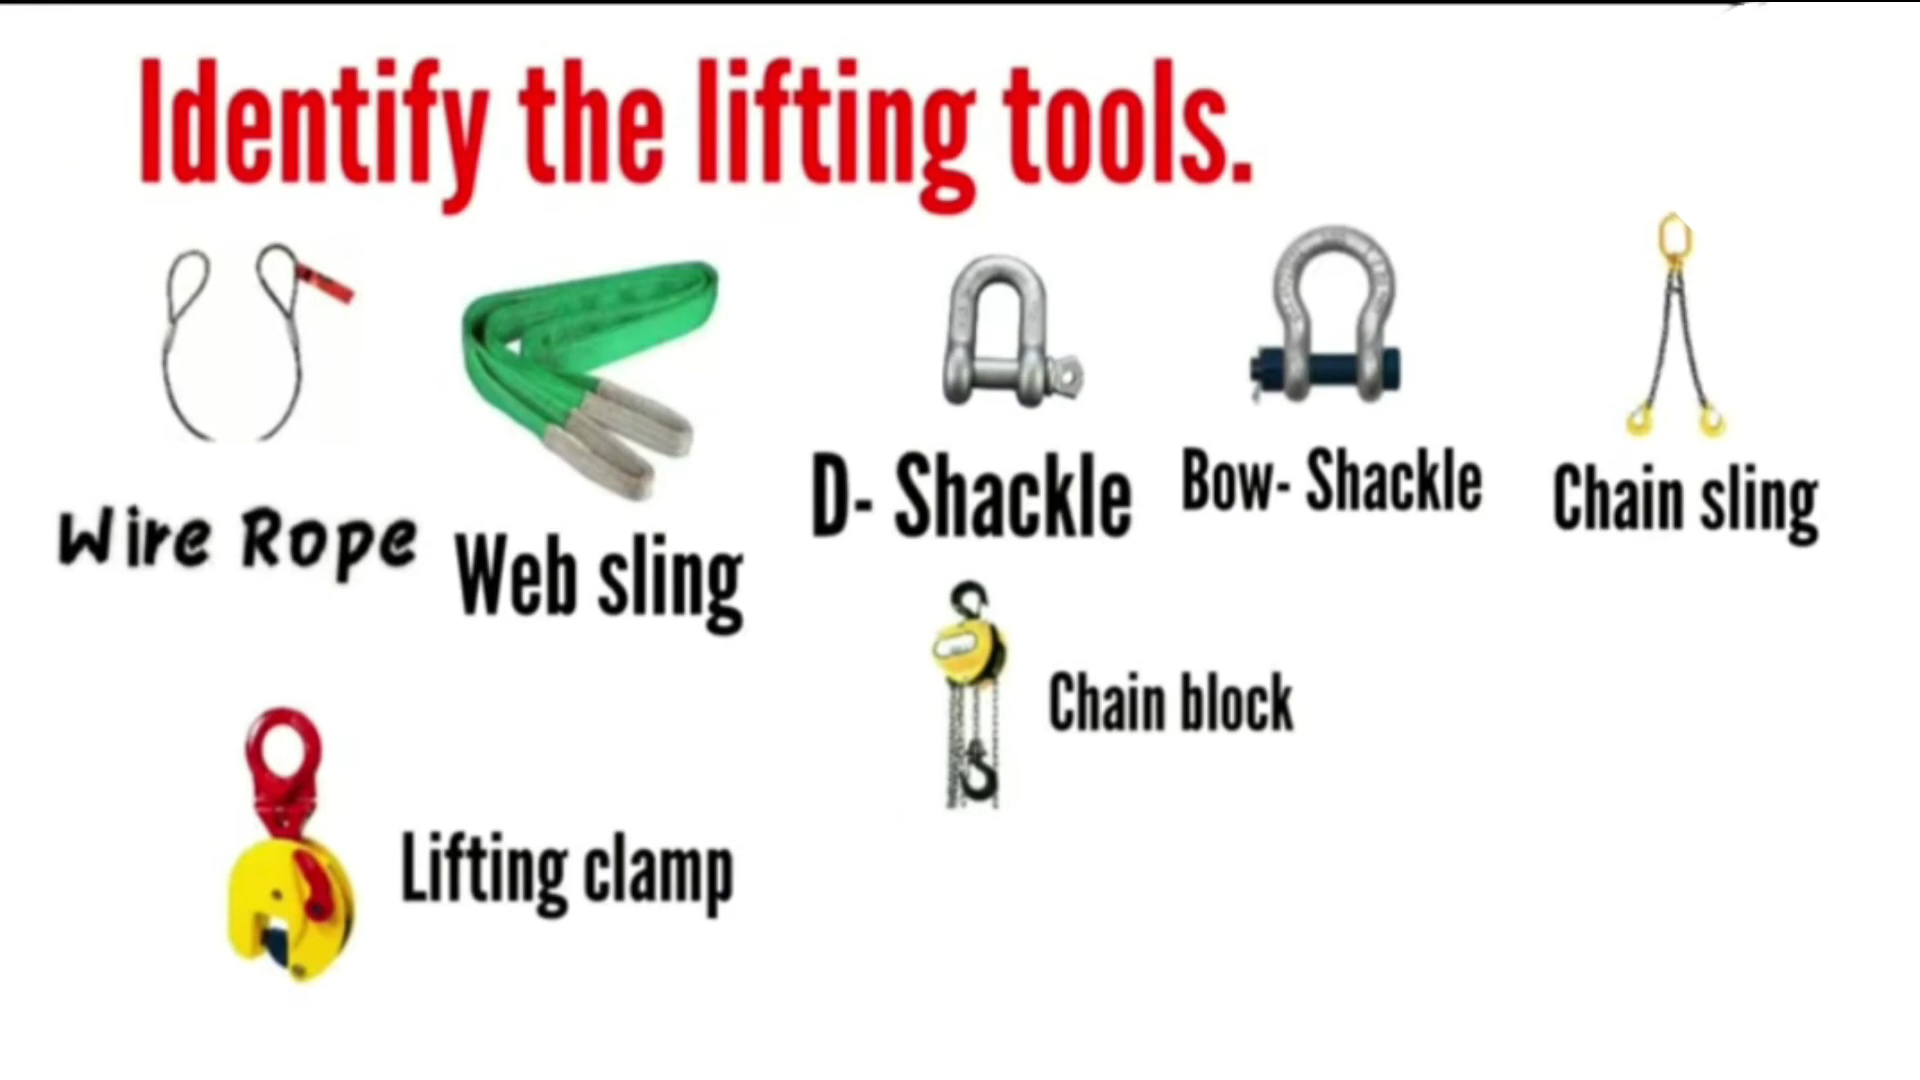 Identify the lifting tools.
Wire Rope
Web sling
D- Shackle
Bow- Shackle
Chain sling
Chain block
Lifting clamp